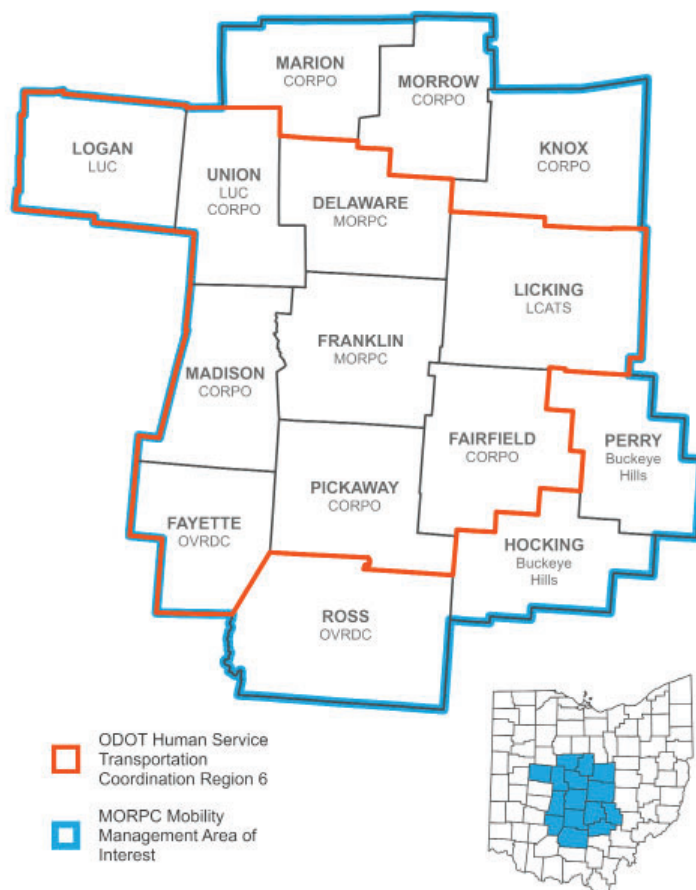 MARION
CORPO
MORROW
CORPO
LOGAN
LUC
KNOX
CORPO
UNION
LUC
CORPO
DELAWARE
MORPC
LICKING
LCATS
FRANKLIN
MORPC
MADISON
CORPO
FAIRFIELD
CORPO
PERRY
Buckeye
Hills
PICKAWAY
CORPO
FAYETTE
OVRDC
HOCKING
Buckeye
Hills
ROSS
OVRDC
ODOT Human Service
Transportation
Coordination Region 6
MORPC Mobility
Management Area of
Interest